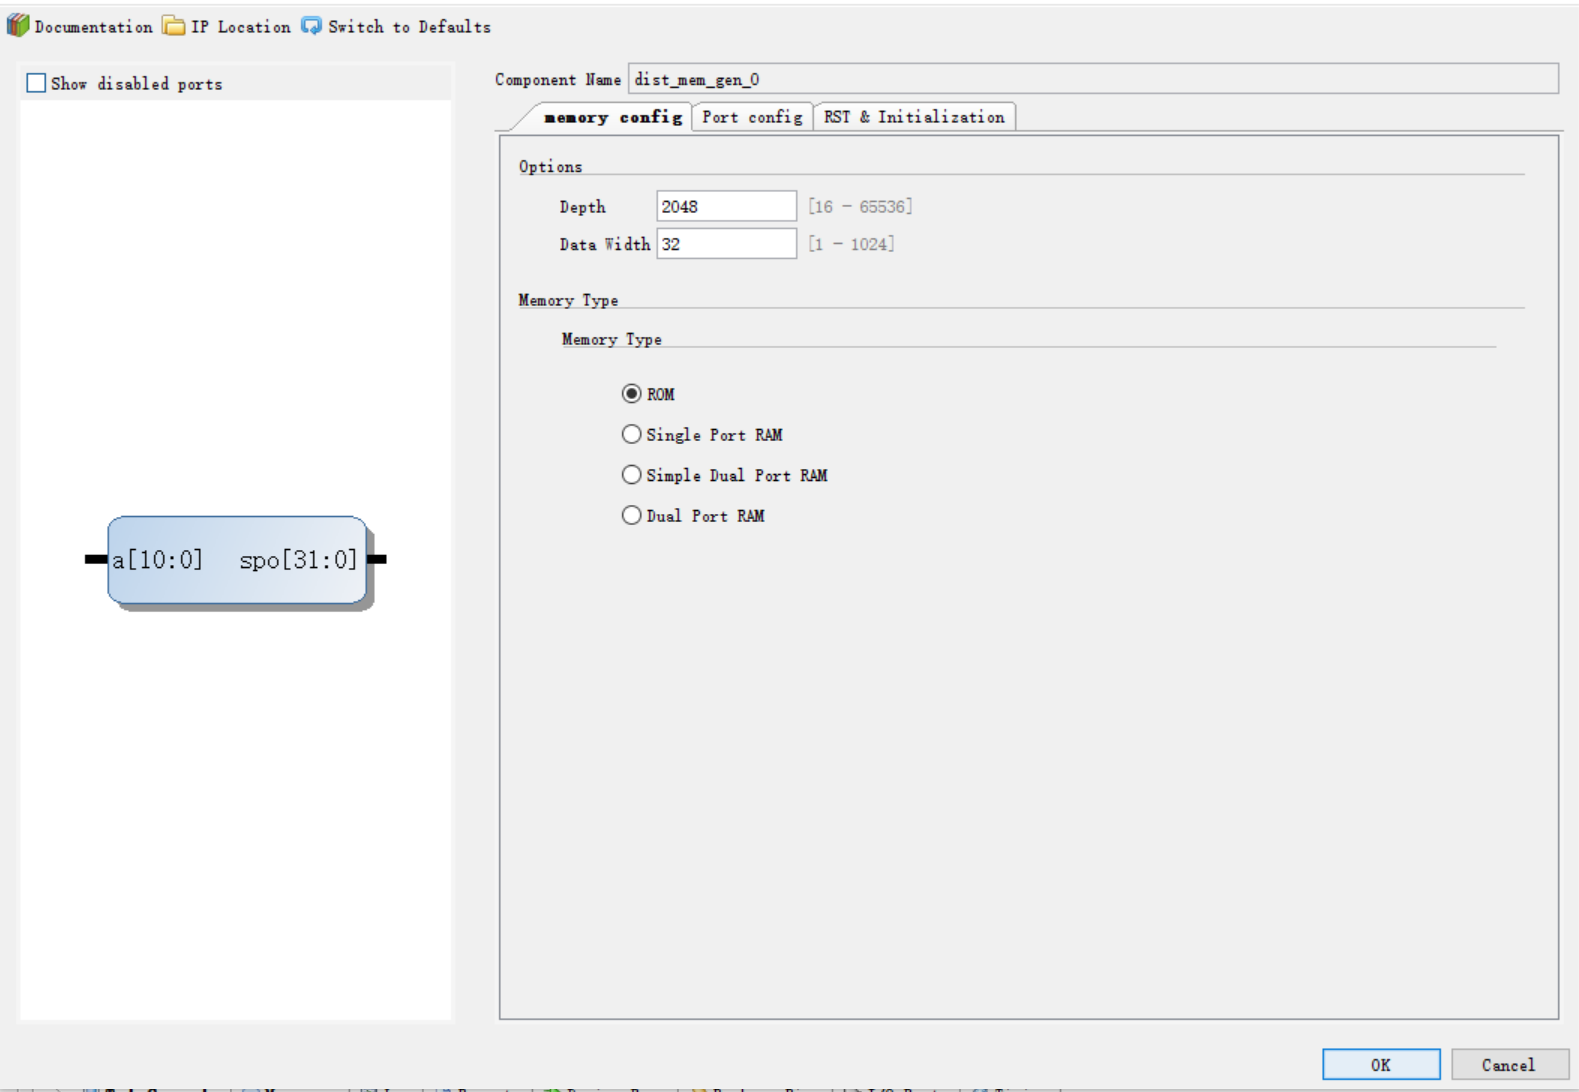 Documentation IP Location Switch to Defaults
Show disabled ports
a[10:0] spo[31:0]
Component Name dist_mem_gen_0
memory config Port config RST & Initialization
Options
Depth 2048 [16 - 65536]
Data Width 32 [1 - 1024]
Memory Type
Memory Type
ROM
Single Port RAM
Simple Dual Port RAM
Dual Port RAM
OK Cancel